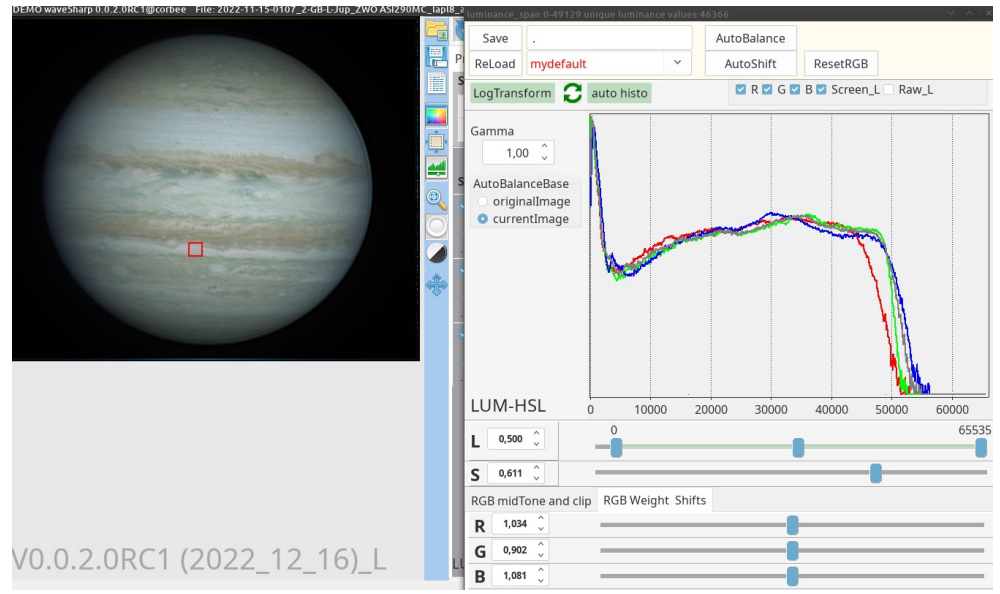 DEMO waveSharp 0.0.2.0RC1@corbee File: 2022-11-15-0107_2-GB-L-Jup_ZWO ASI290MC_lapl8_a
luminance_span:0-49129 unique luminance values:46366
Save .
AutoBalance
ReLoad mydefault
AutoShift ResetRGB
LogTransform auto histo
R G B Screen_L Raw_L
Gamma
1,00
AutoBalanceBase
originalImage
currentImage
LUM-HSL
0 10000 20000 30000 40000 50000 60000
0 65535
L 0,500
S 0,611
RGB midTone and clip RGB Weight Shifts
R 1,034
G 0,902
B 1,081
V0.0.2.0RC1 (2022_12_16)_L